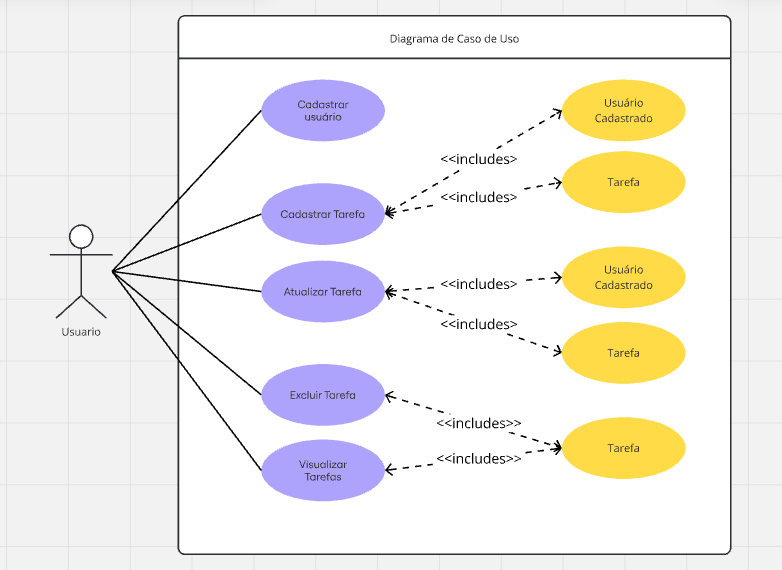 Diagrama de Caso de Uso
Cadastrar
usuário
Usuário
Cadastrado
<<includes>
Tarefa
<<includes>
Cadastrar Tarefa
Usuário
Cadastrado
<<includes>
Atualizar Tarefa
<<includes>
Usuario
Tarefa
Excluir Tarefa
<<includes>>
Tarefa
<<includes>>
Visualizar
Tarefas